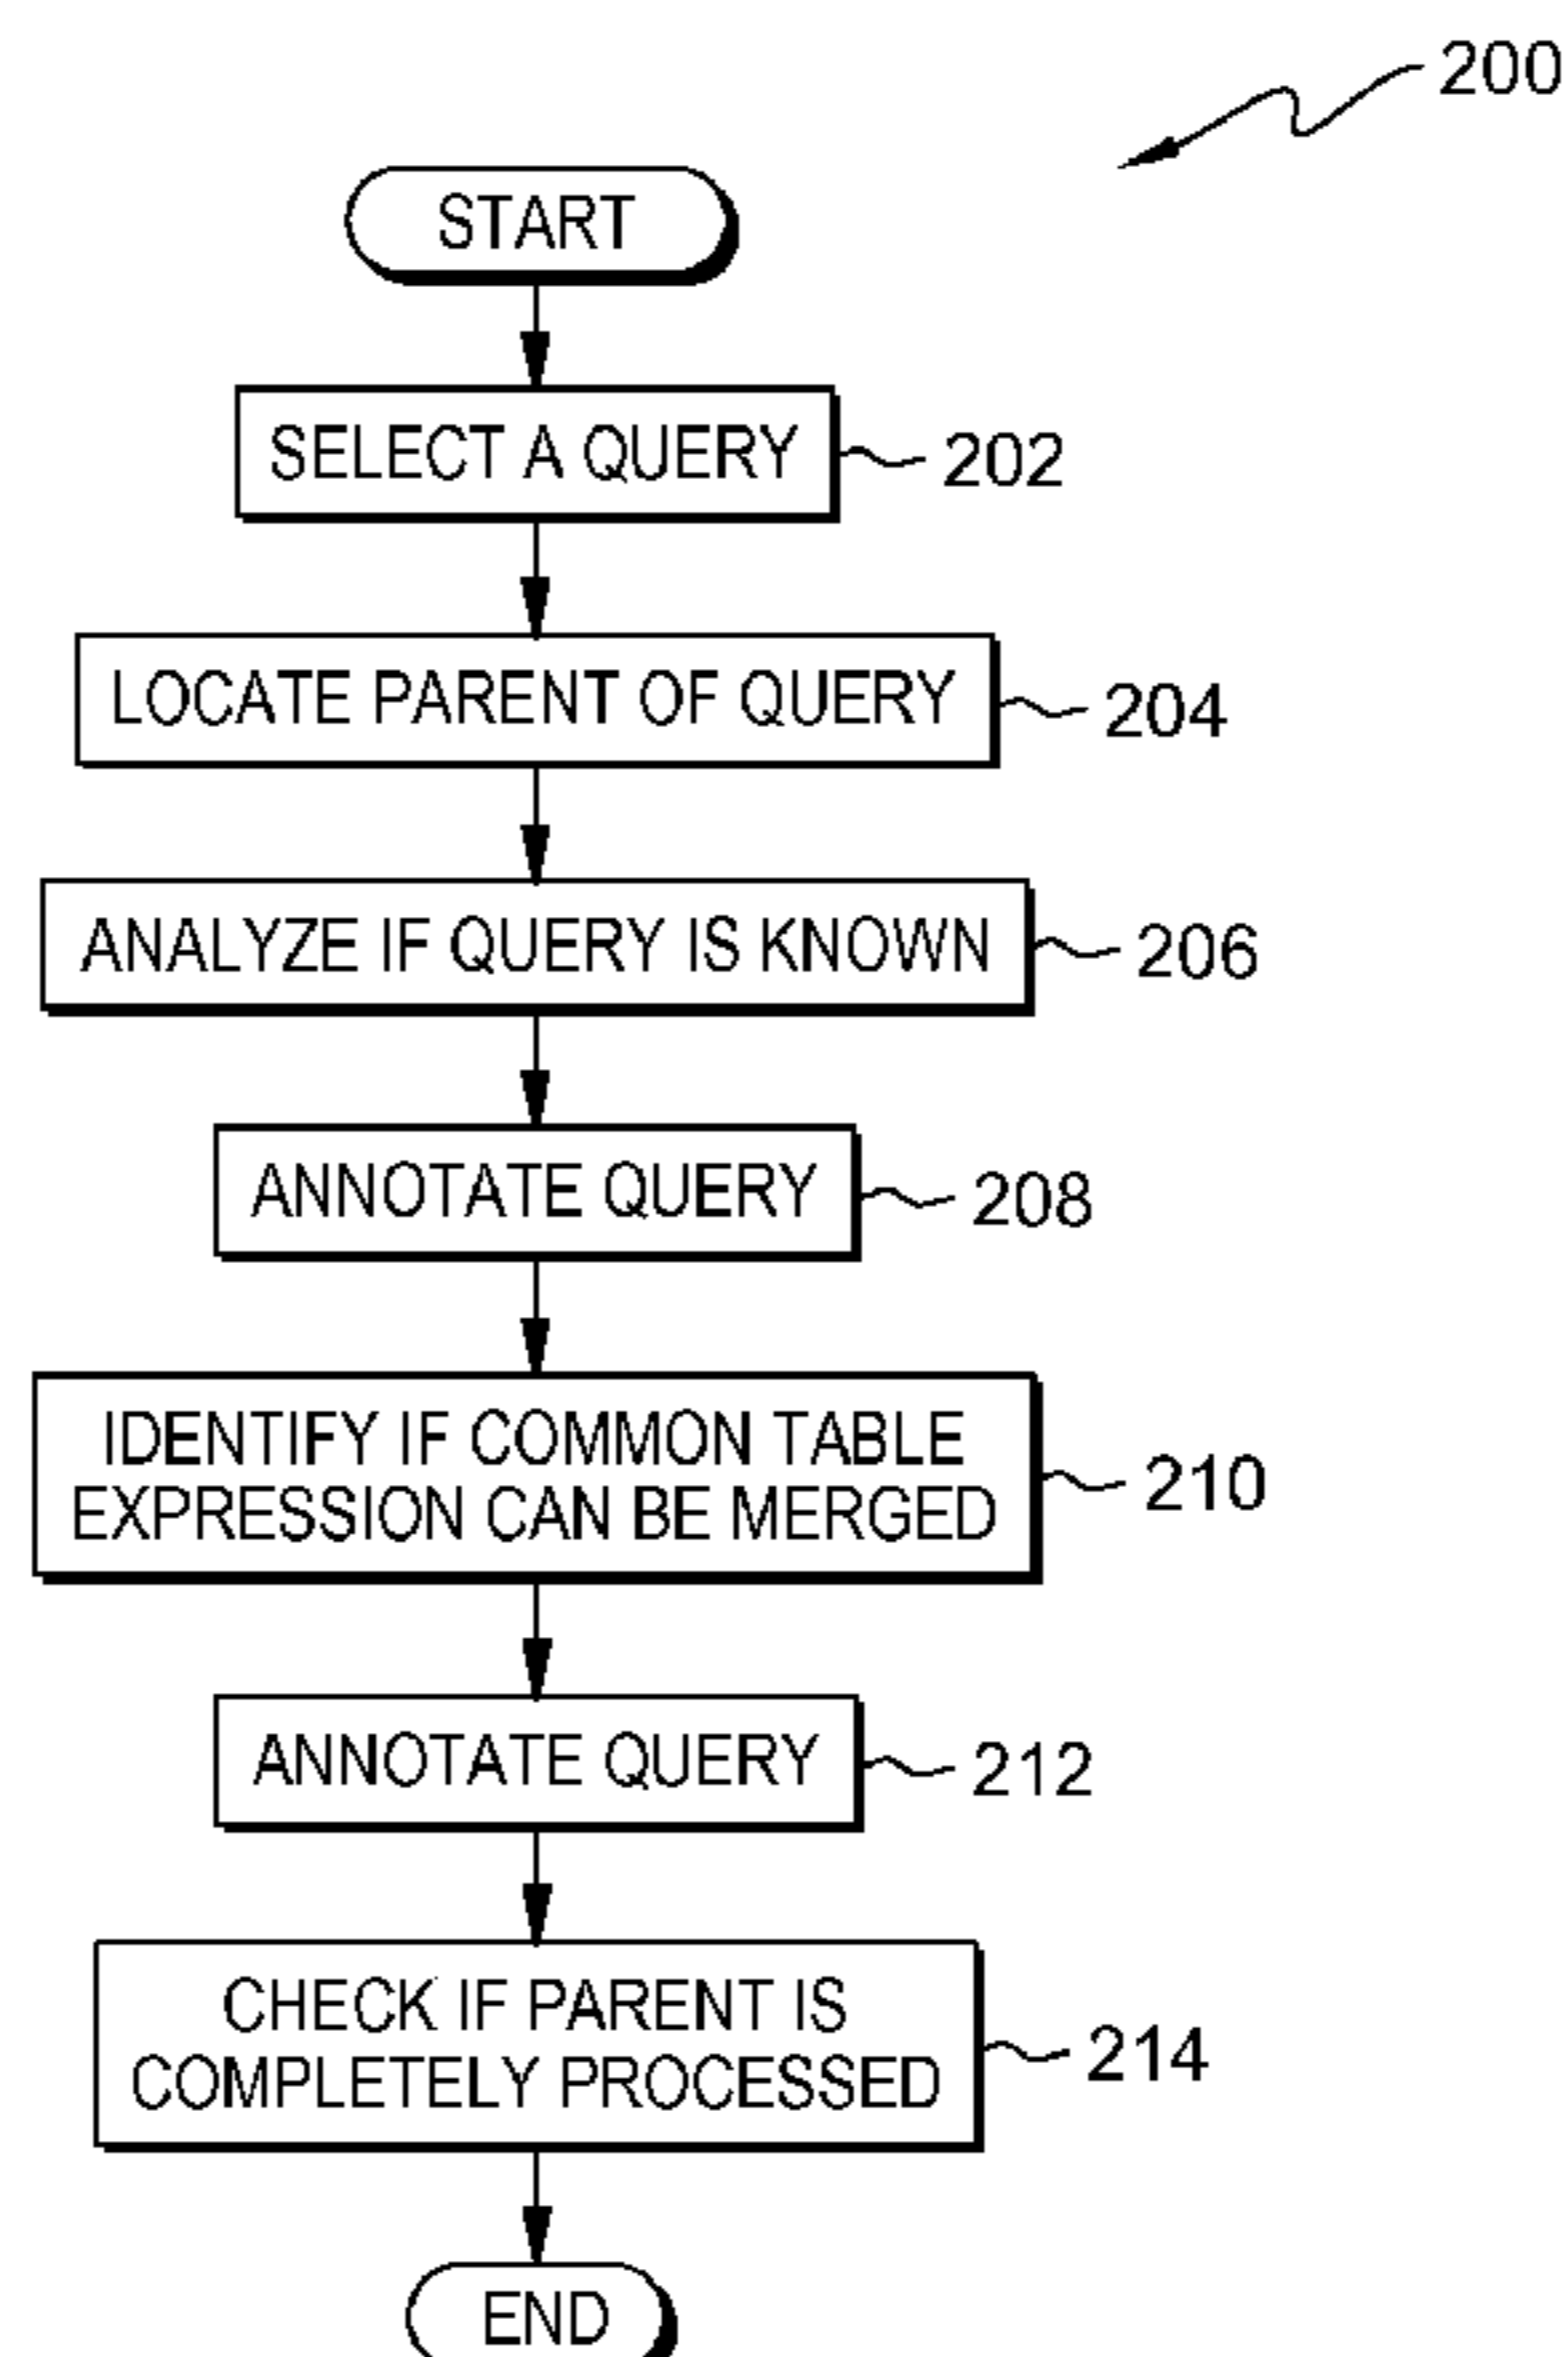 200
START
SELECT A QUERY
202
LOCATE PARENT OF QUERY
204
ANALYZE IF QUERY IS KNOWN
206
ANNOTATE QUERY
208
IDENTIFY IF COMMON TABLE
EXPRESSION CAN BE MERGED
210
ANNOTATE QUERY
212
CHECK IF PARENT IS
COMPLETELY PROCESSED
214
END